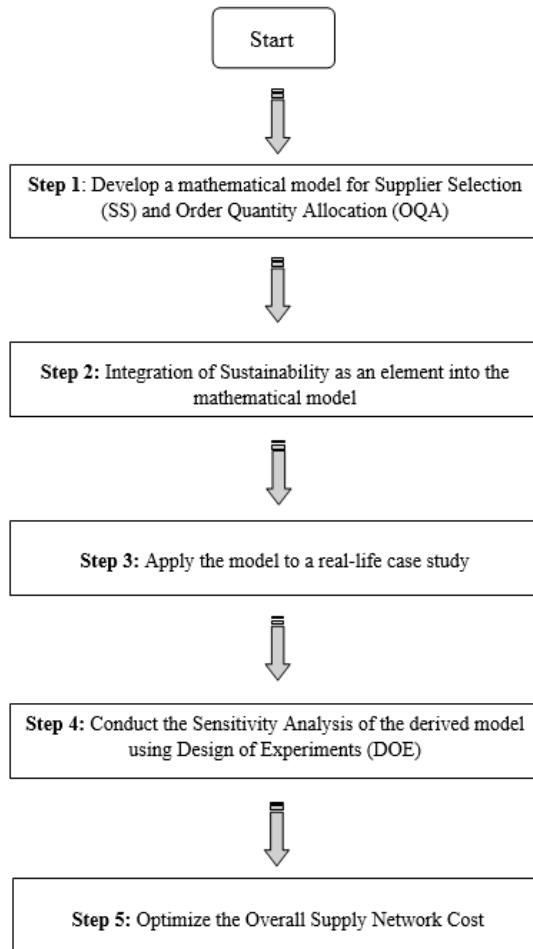 Start
Step 1: Develop a mathematical model for Supplier Selection
(SS) and Order Quantity Allocation (OQA)
Step 2: Integration of Sustainability as an element into the
mathematical model
Step 3: Apply the model to a real-life case study
Step 4: Conduct the Sensitivity Analysis of the derived model
using Design of Experiments (DOE)
Step 5: Optimize the Overall Supply Network Cost